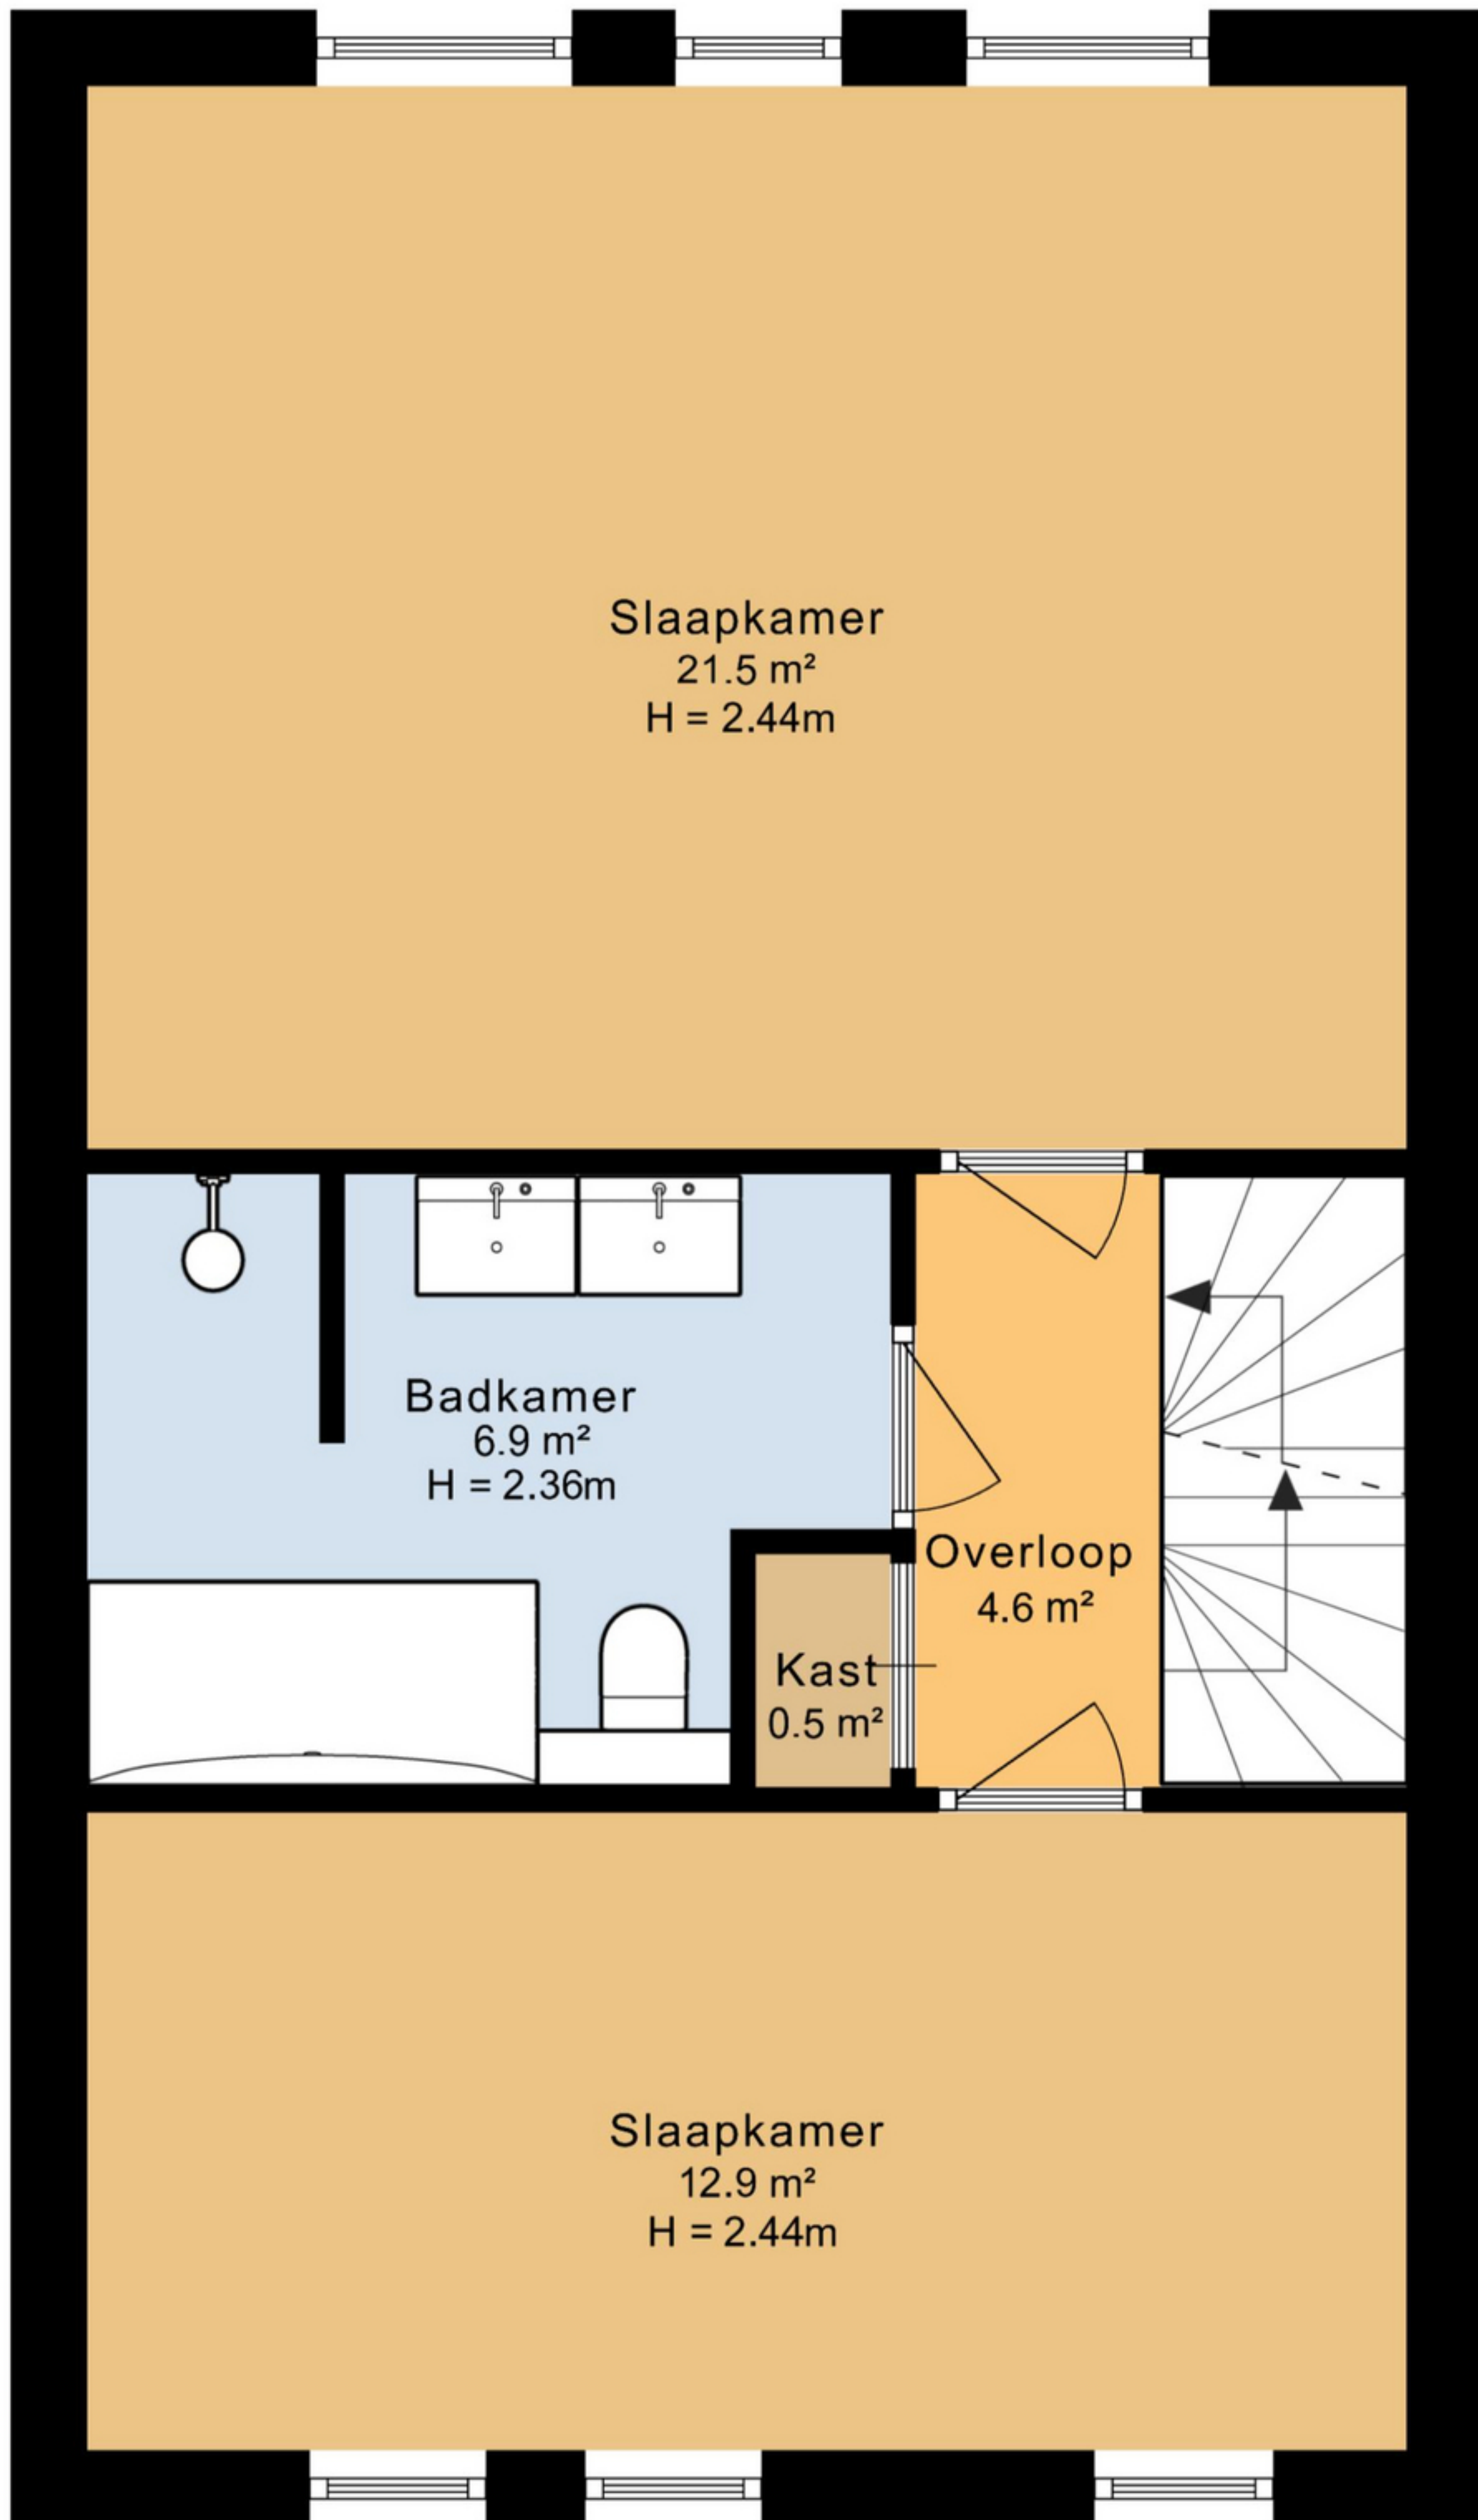 Slaapkamer
21.5 m²
H = 2.44m
Badkamer
6.9 m²
H = 2.36m
Overloop
4.6 m²
Kast
0.5 m²
Slaapkamer
12.9 m²
H = 2.44m